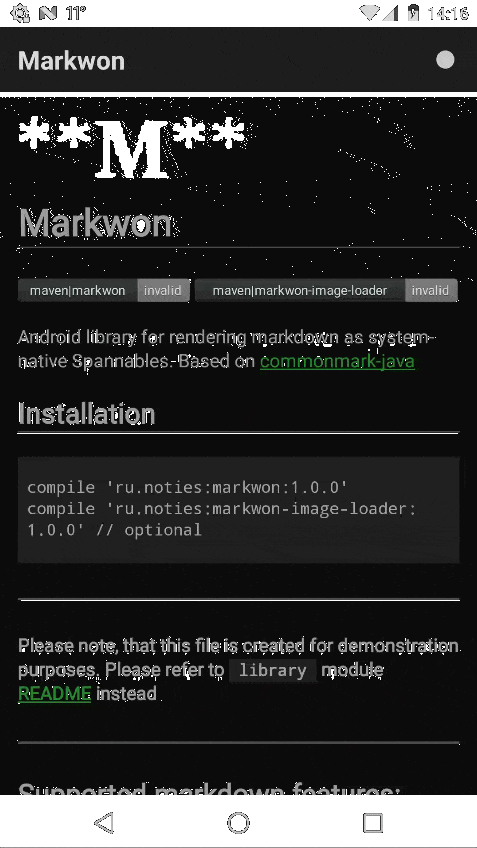 11° 14:16
Markwon
**M**
Markwon
maven|markwon invalid maven|markwon-image-loader invalid
Android library for rendering markdown as system-
native Spannables. Based on commonmark-java
Installation
compile 'ru.noties:markwon:1.0.0'
compile 'ru.noties:markwon-image-loader:
1.0.0' // optional
Please note, that this file is created for demonstration
purposes. Please refer to library module
README instead
Supported markdown features: